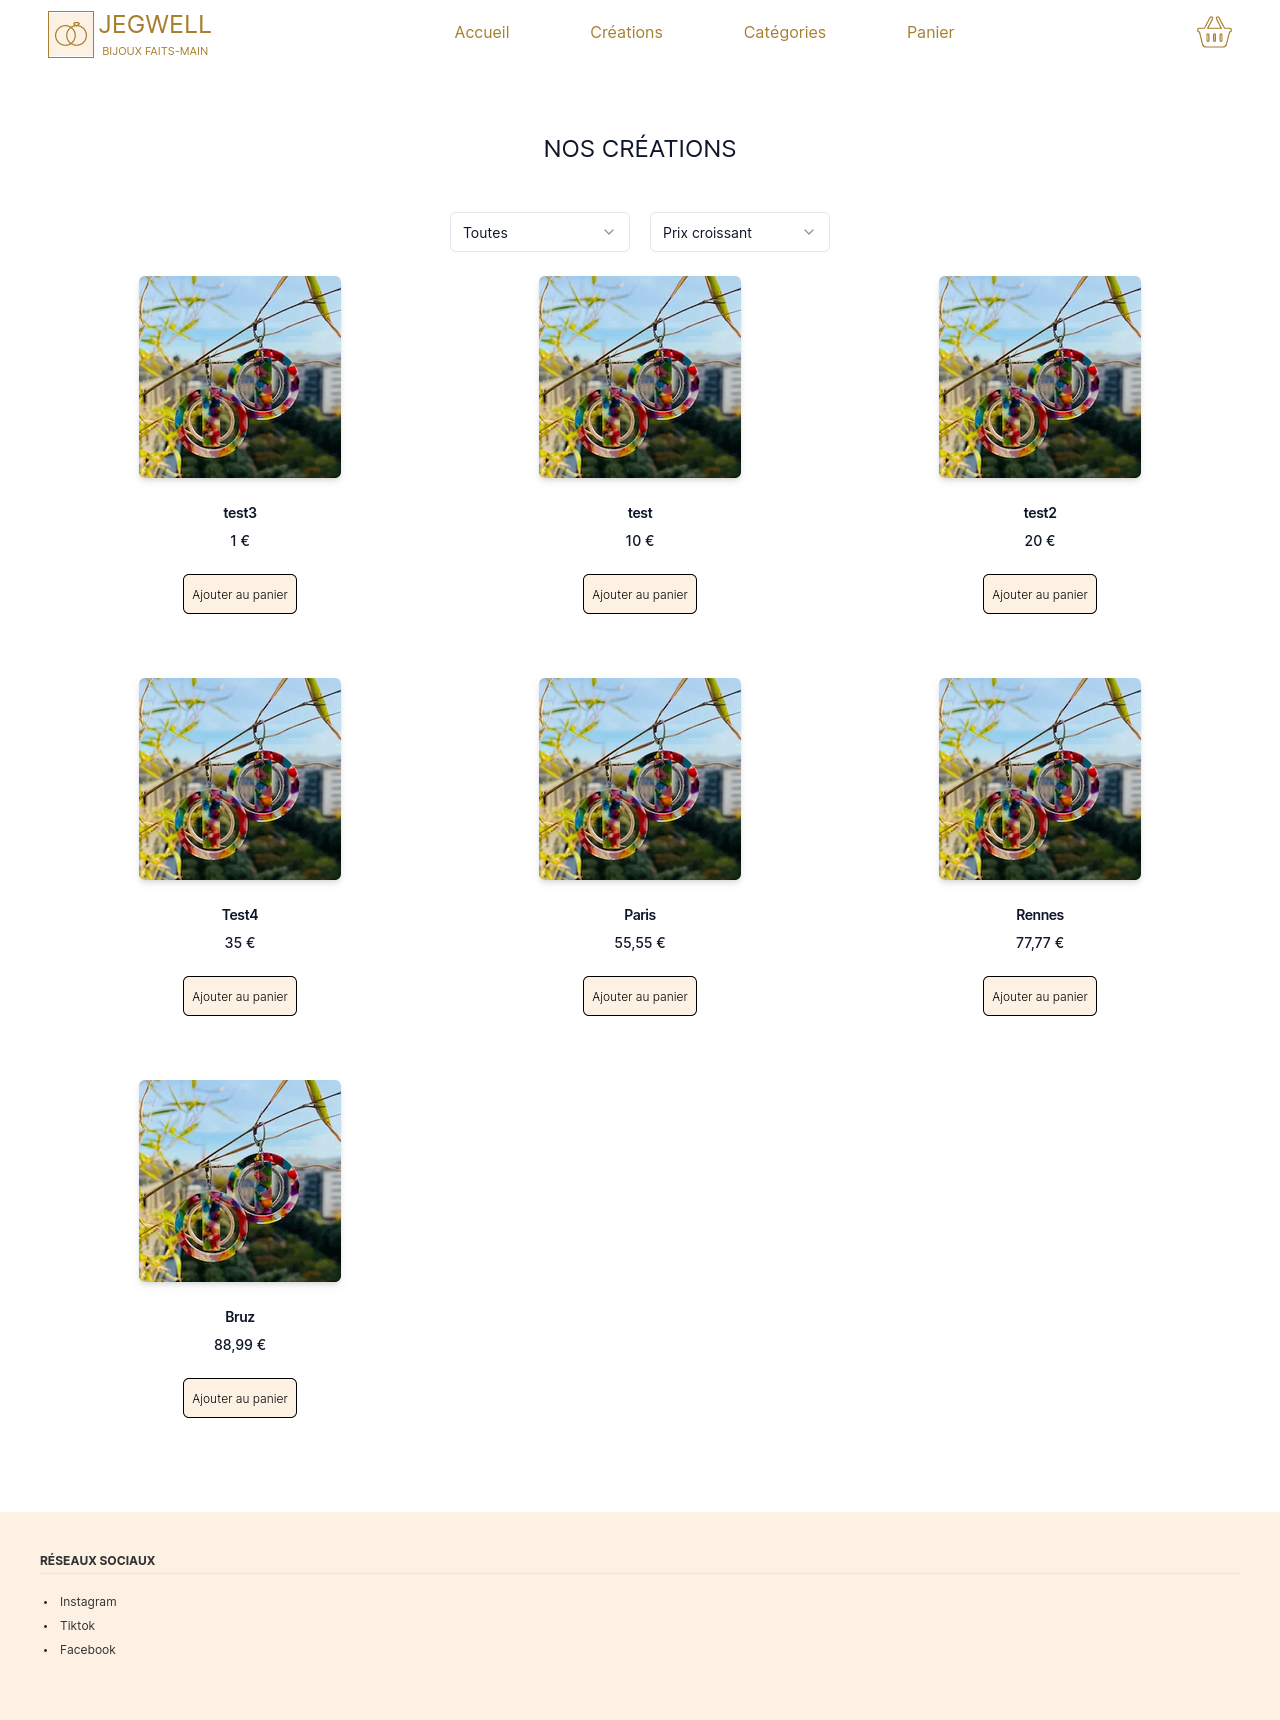 JEGWELL
BIJOUX FAITS-MAIN
Accueil
Créations
Catégories
Panier
NOS CRÉATIONS
Toutes
Prix croissant
test3
1 €
Ajouter au panier
test
10 €
Ajouter au panier
test2
20 €
Ajouter au panier
Test4
35 €
Ajouter au panier
Paris
55,55 €
Ajouter au panier
Rennes
77,77 €
Ajouter au panier
Bruz
88,99 €
Ajouter au panier
RÉSEAUX SOCIAUX
• Instagram
• Tiktok
• Facebook